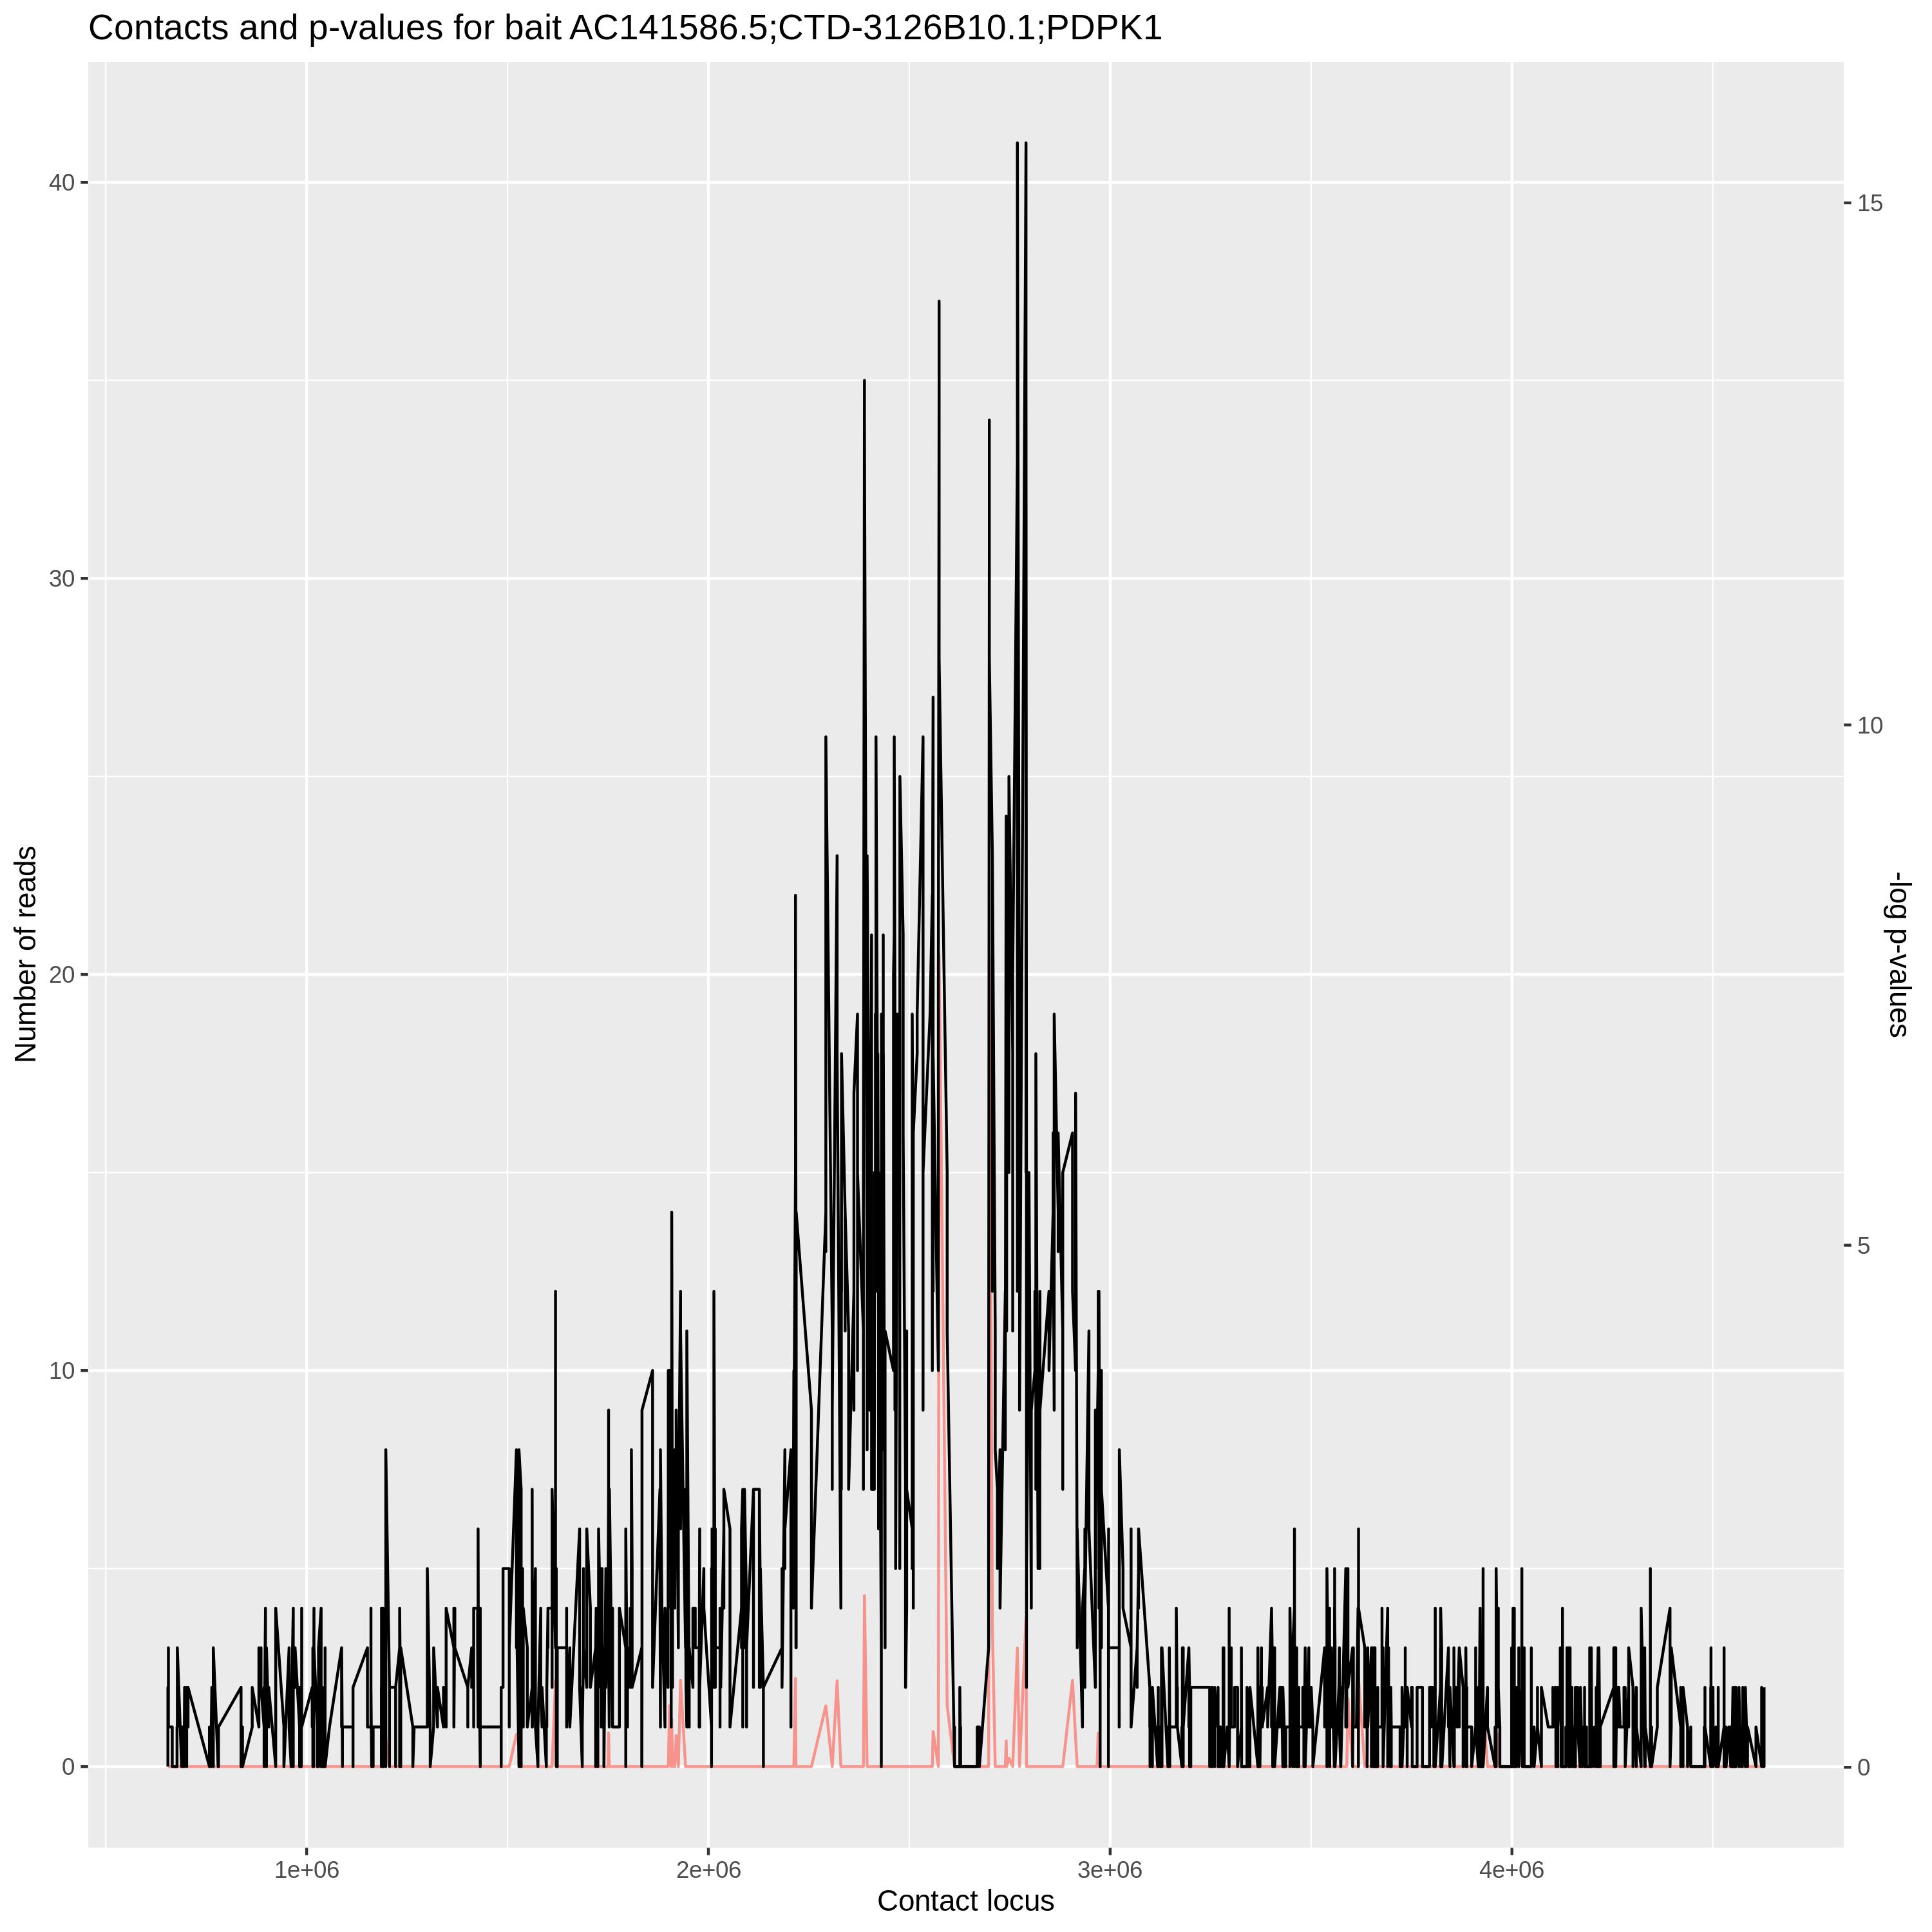 Contacts and p-values for bait AC141586.5;CTD-3126B10.1;PDPK1
40
30
20
10
0
Number of reads
15
10
5
0
-log p-values
1e+06
2e+06
3e+06
4e+06
Contact locus